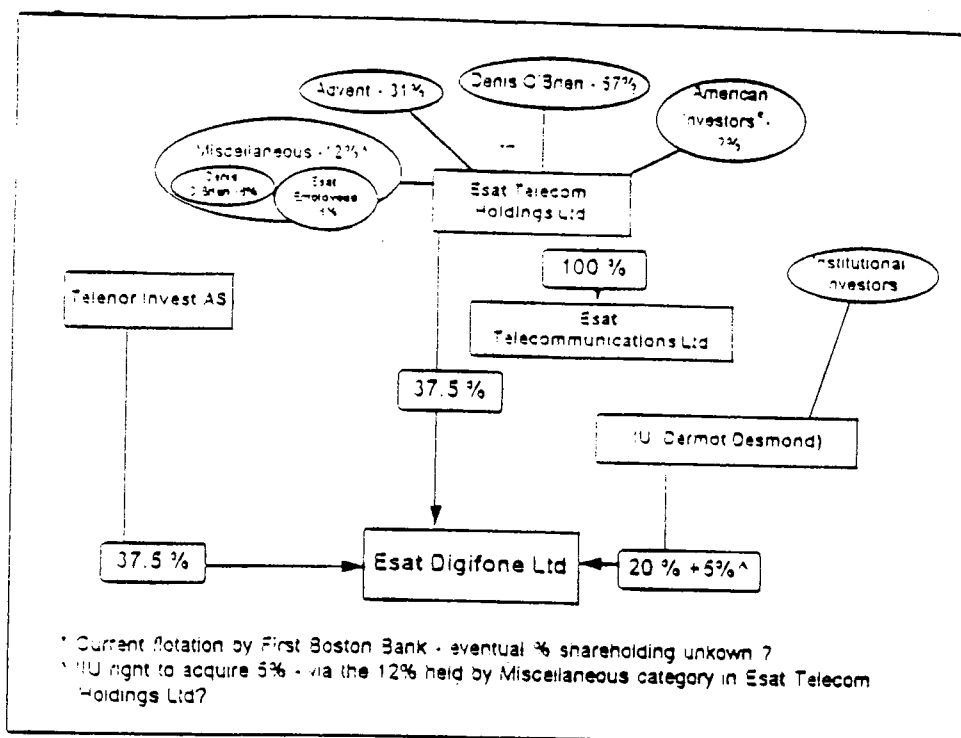 Advent - 31%
Denis O'Brien - 57%
American
Investors*-
?%
Miscellaneous -12%^
Denis
O'Brien
Esat
Employees
Esat Telecom
Holdings Ltd
100 %
Institutional
Investors
Telenor Invest AS
Esat
Telecommunications Ltd
37.5 %
IIU Dermot Desmond)
37.5 %
Esat Digifone Ltd
20 % +5%^
* Current flotation by First Boston Bank - eventual % shareholding unkown ?
^ IIU right to acquire 5% - via the 12% held by Miscellaneous category in Esat Telecom
Holdings Ltd?